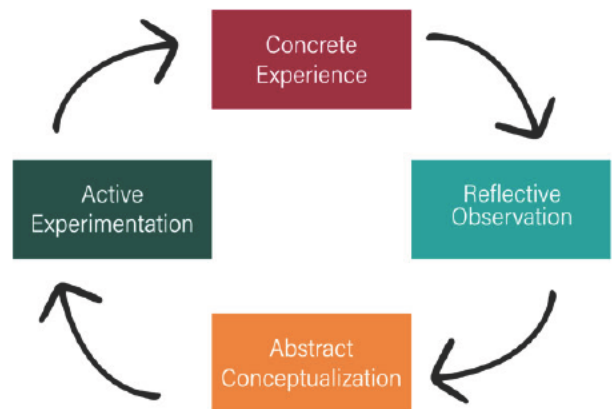 Concrete
Experience
Reflective
Observation
Abstract
Conceptualization
Active
Experimentation